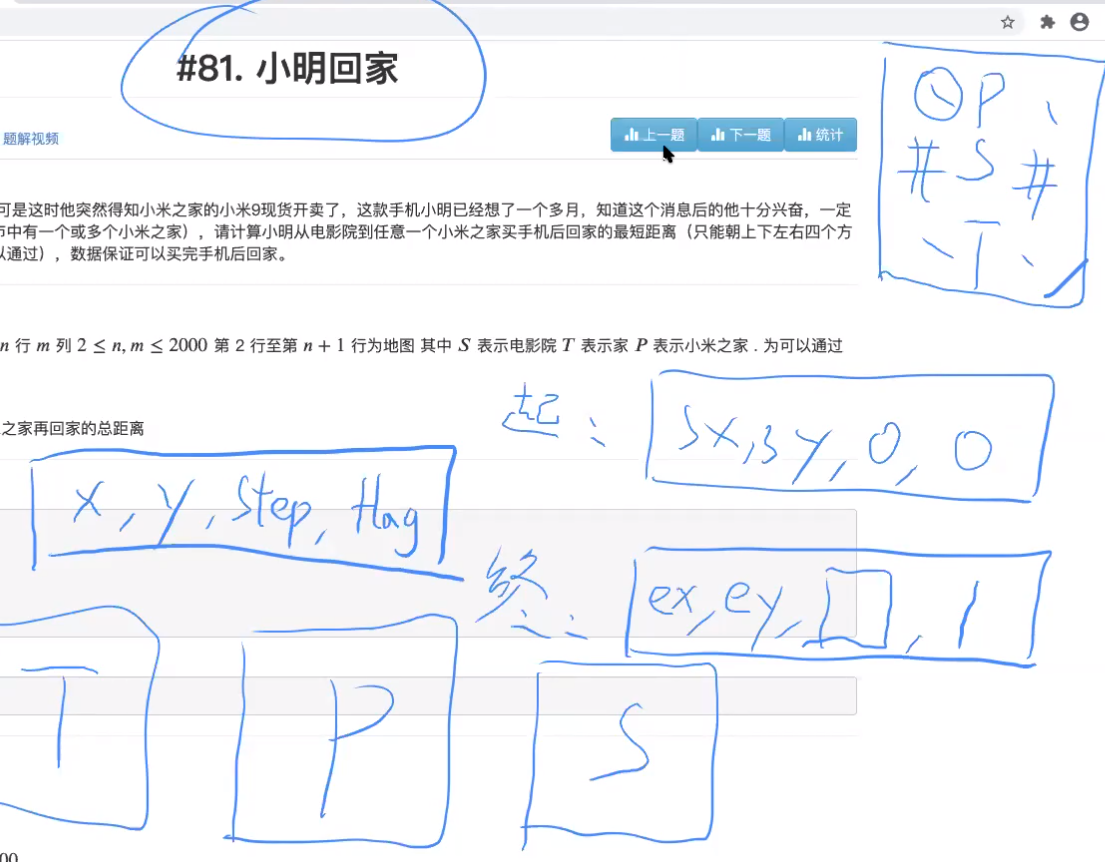 #81. 小明回家
题解视频
上一题 下一题 统计
P .
# S #
. T .
可是这时他突然得知小米之家的小米9现货开卖了，这款手机小明已经想了一个多月，知道这个消息后的他十分兴奋，一定
市中有一个或多个小米之家），请计算小明从电影院到任意一个小米之家买手机后回家的最短距离（只能朝上下左右四个方
以通过），数据保证可以买完手机后回家。
n 行 m 列 2 ≤ n, m ≤ 2000 第 2 行至第 n + 1 行为地图 其中 S 表示电影院 T 表示家 P 表示小米之家 . 为可以通过
之家再回家的总距离
起: sx, sy, 0, 0
x, y, step, flag
终: ex, ey, □, 1
T P S
00